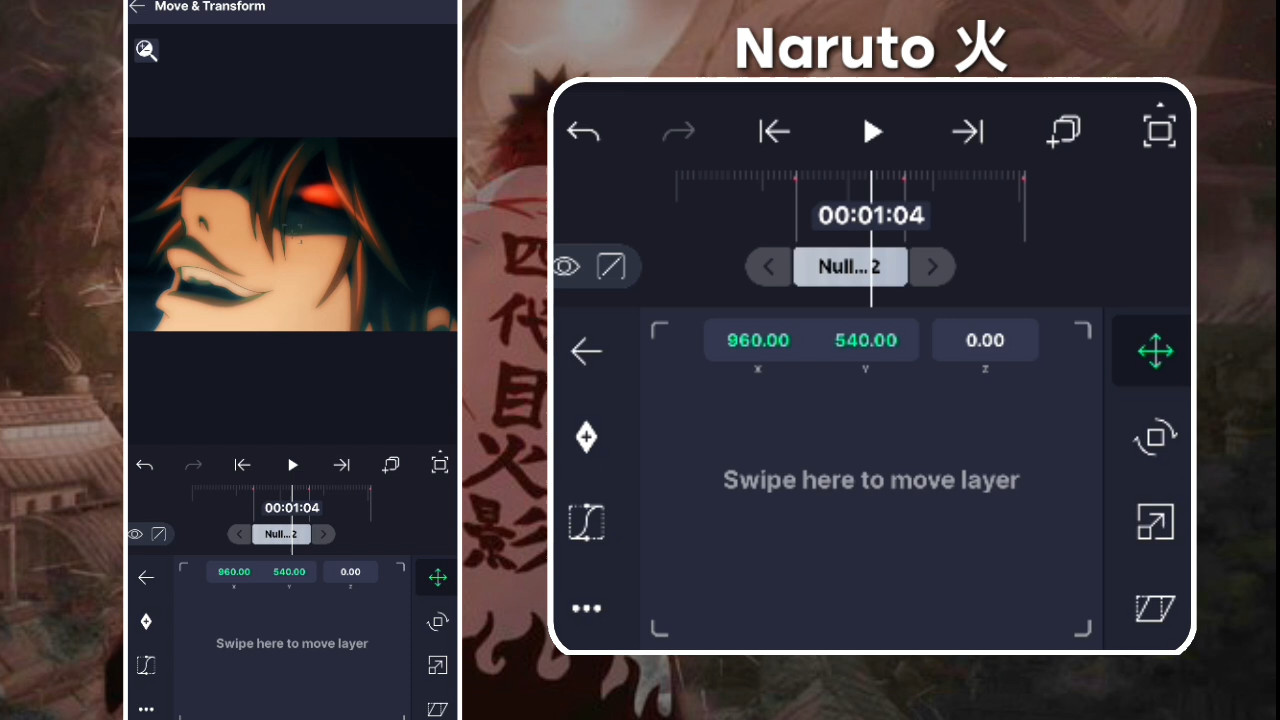 Move & Transform
00:01:04
Null...2
960.00 540.00 0.00
X Y Z
Swipe here to move layer
Naruto 火
00:01:04
Null...2
960.00 540.00 0.00
X Y Z
Swipe here to move layer
四
代
目
火
影